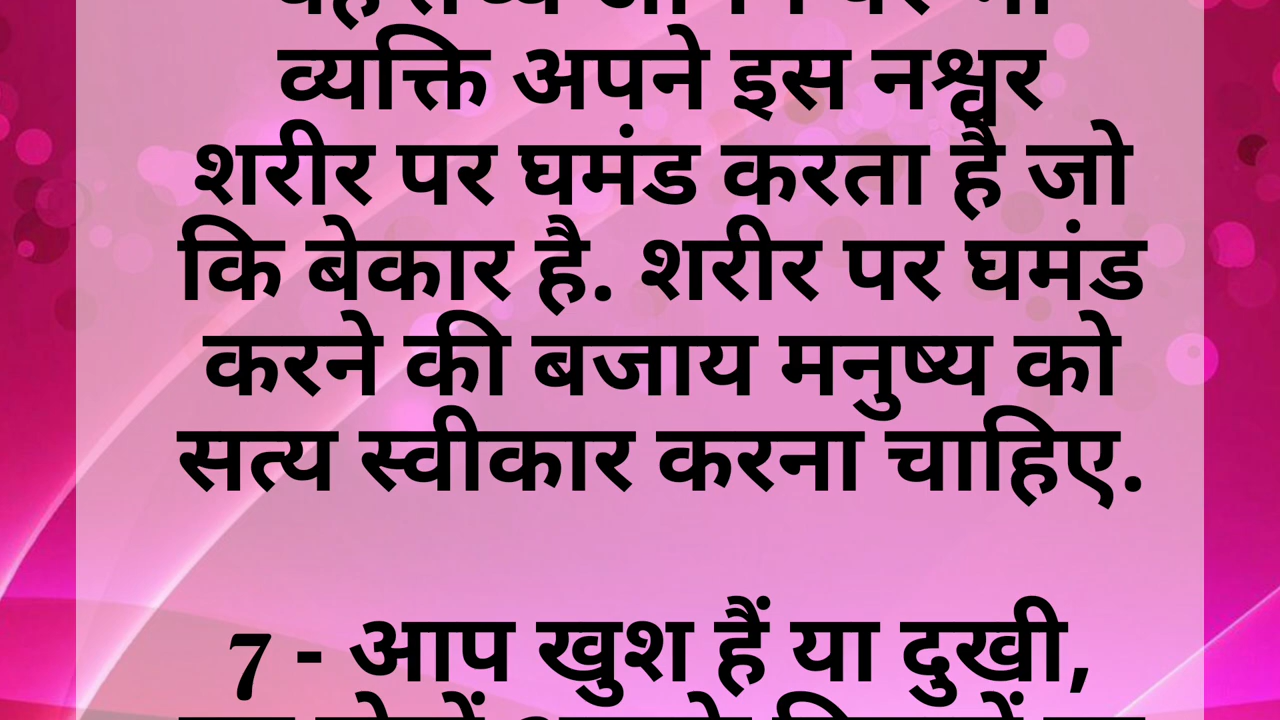 व्यक्ति अपने इस नश्वर
शरीर पर घमंड करता है जो
कि बेकार है. शरीर पर घमंड
करने की बजाय मनुष्य को
सत्य स्वीकार करना चाहिए.
7 - आप खुश हैं या दुखी,